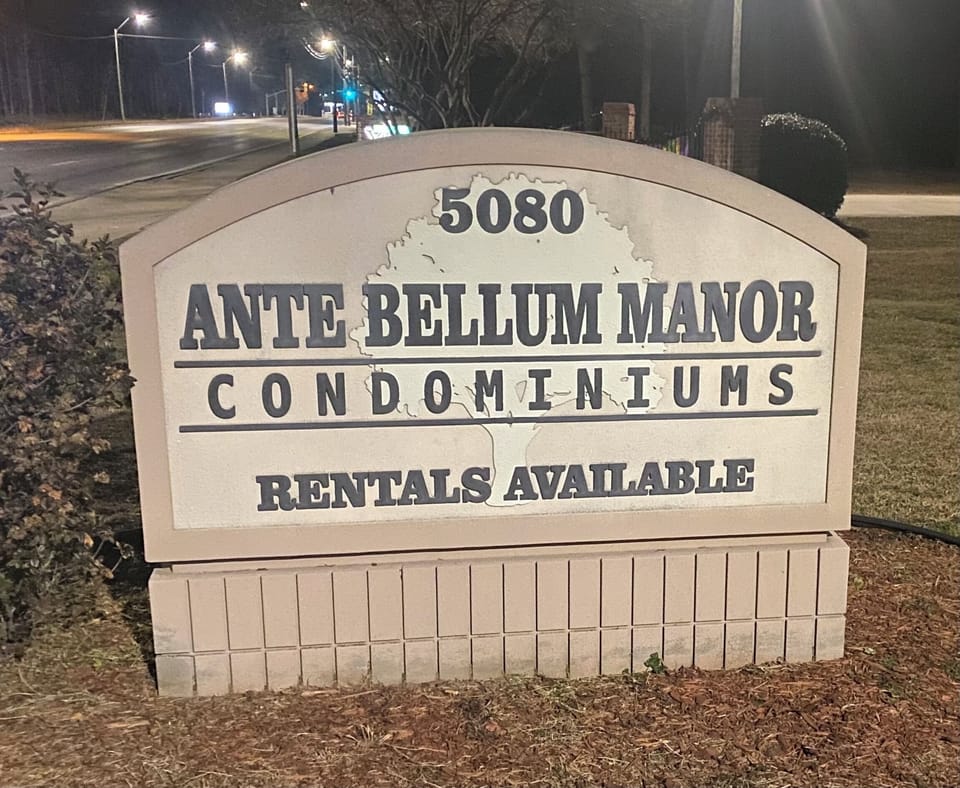 5080
ANTE BELLUM MANOR
CONDOMINIUMS
RENTALS AVAILABLE